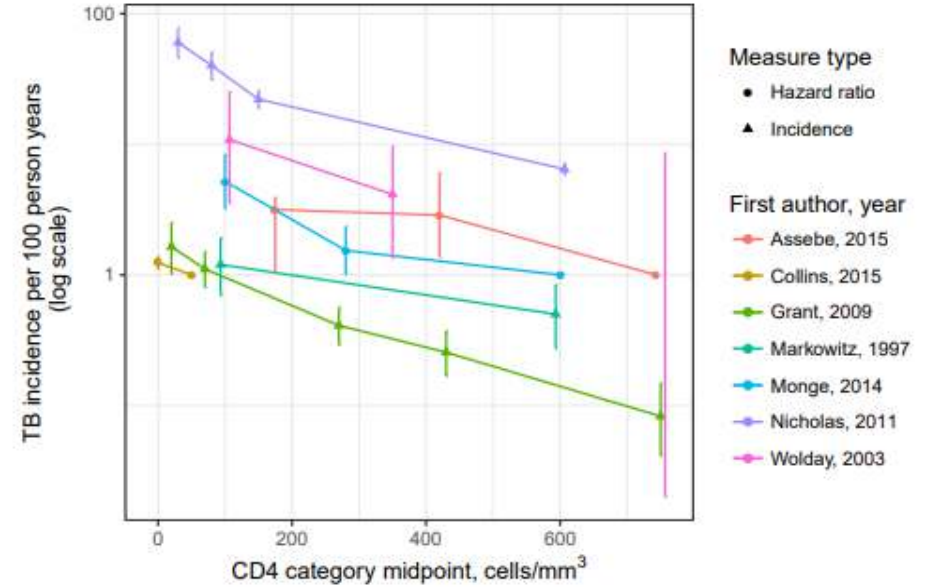 100
1
TB incidence per 100 person years
(log scale)
0
200
400
600
CD4 category midpoint, cells/mm³
Measure type
Hazard ratio
Incidence
First author, year
Assebe, 2015
Collins, 2015
Grant, 2009
Markowitz, 1997
Monge, 2014
Nicholas, 2011
Wolday, 2003